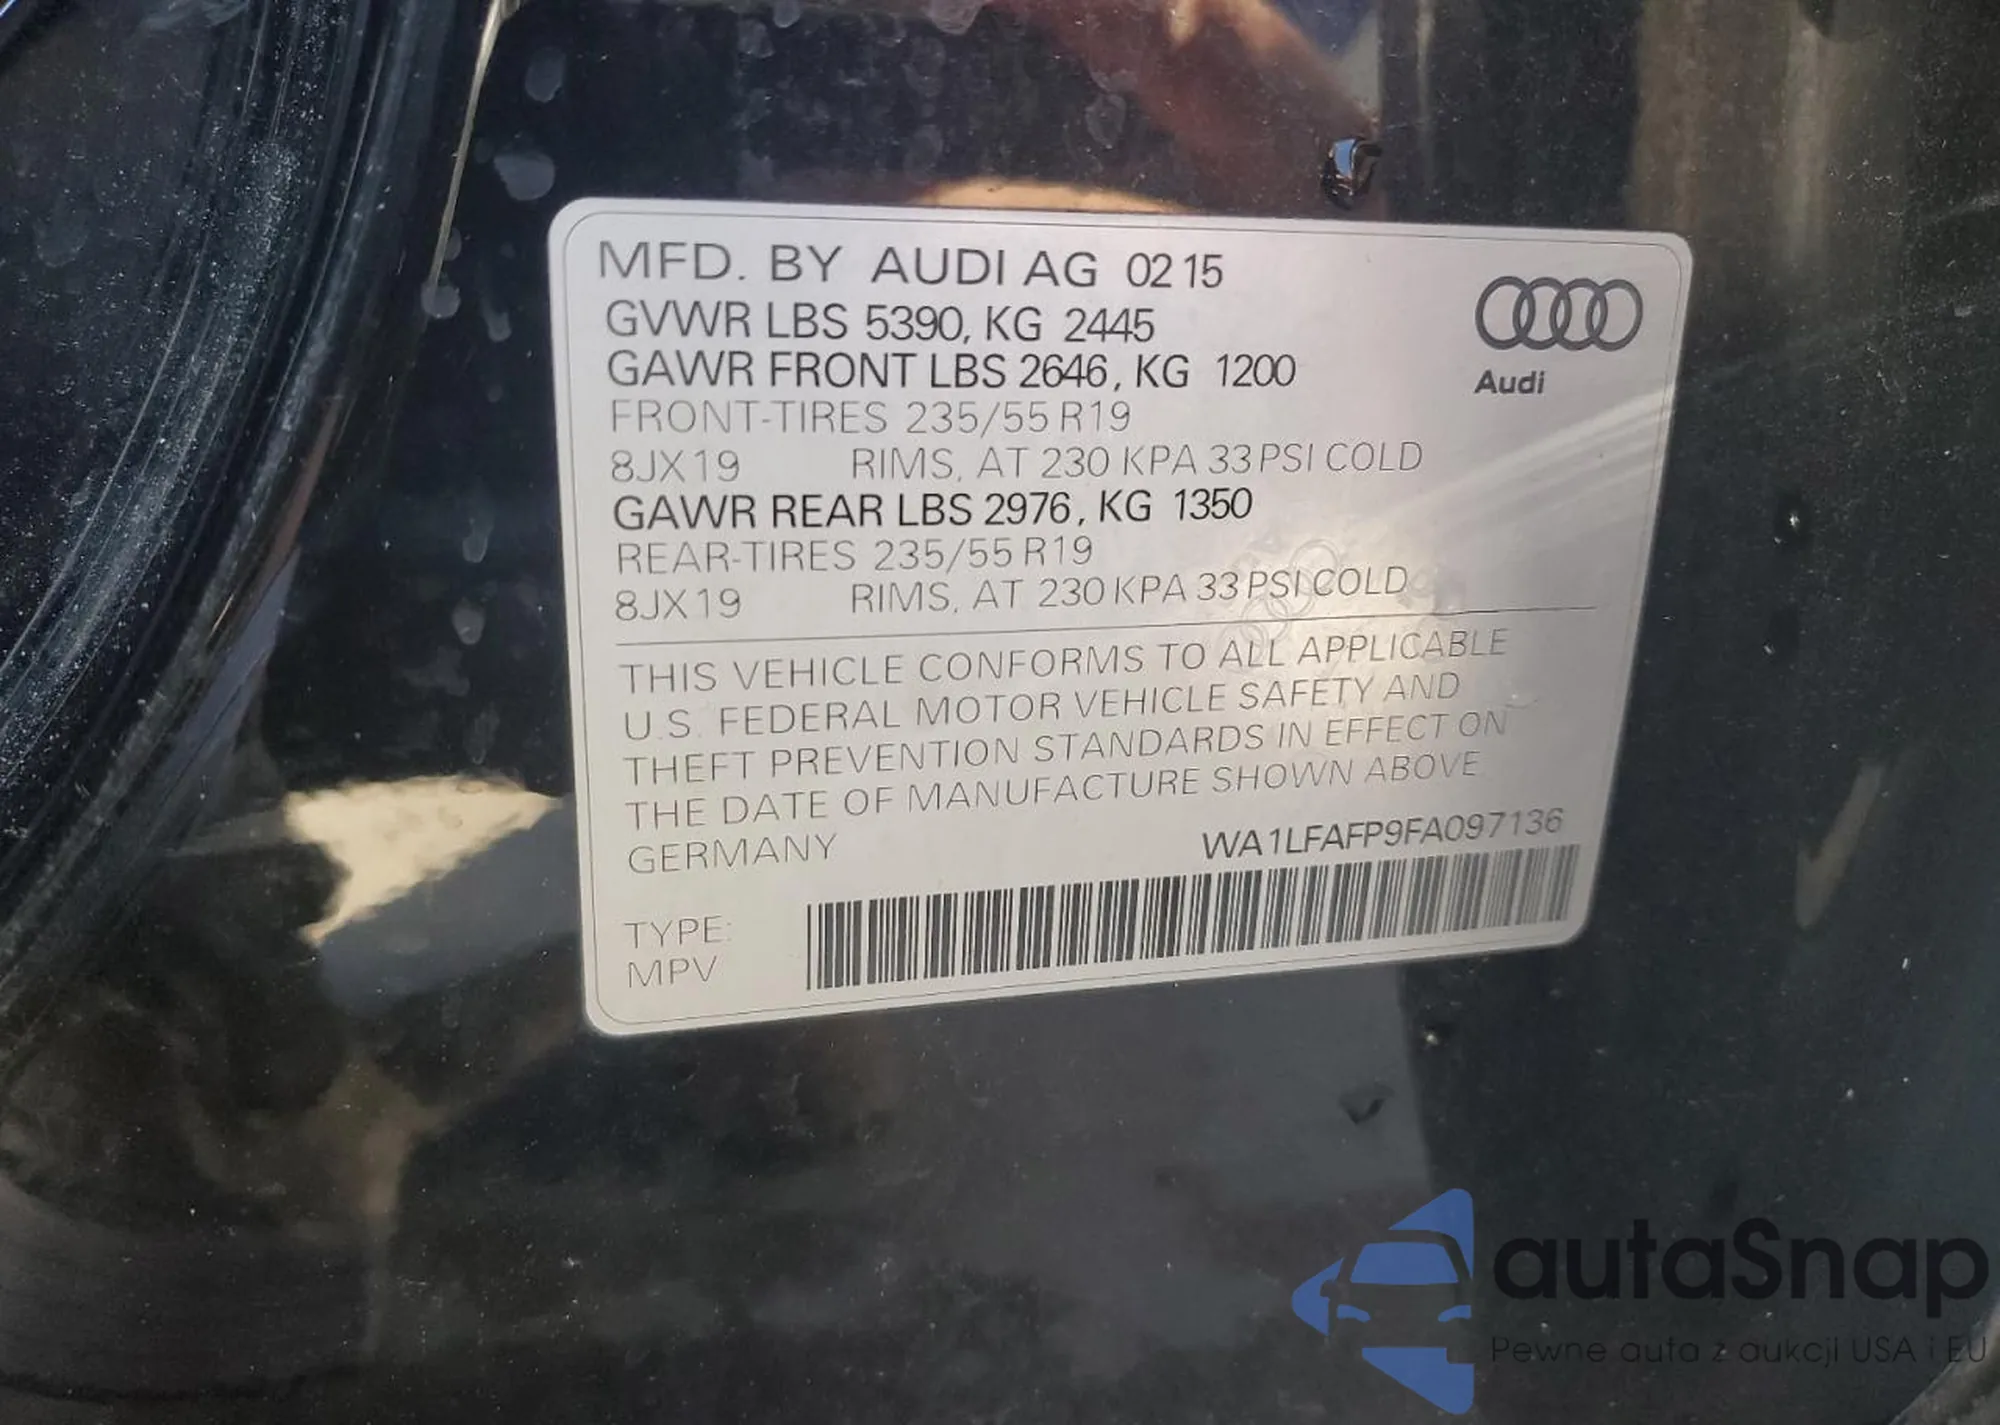 MFD. BY AUDI AG 02 15
GVWR LBS 5390, KG 2445
GAWR FRONT LBS 2646, KG 1200
FRONT-TIRES 235/55 R19
8JX19 RIMS, AT 230 KPA 33 PSI COLD
GAWR REAR LBS 2976, KG 1350
REAR-TIRES 235/55 R19
8JX19 RIMS, AT 230 KPA 33 PSI COLD
Audi
THIS VEHICLE CONFORMS TO ALL APPLICABLE
U.S. FEDERAL MOTOR VEHICLE SAFETY AND
THEFT PREVENTION STANDARDS IN EFFECT ON
THE DATE OF MANUFACTURE SHOWN ABOVE
GERMANY WA1LFAFP9FA097136
TYPE:
MPV
autaSnap
Pewne auta z aukcji USA i EU